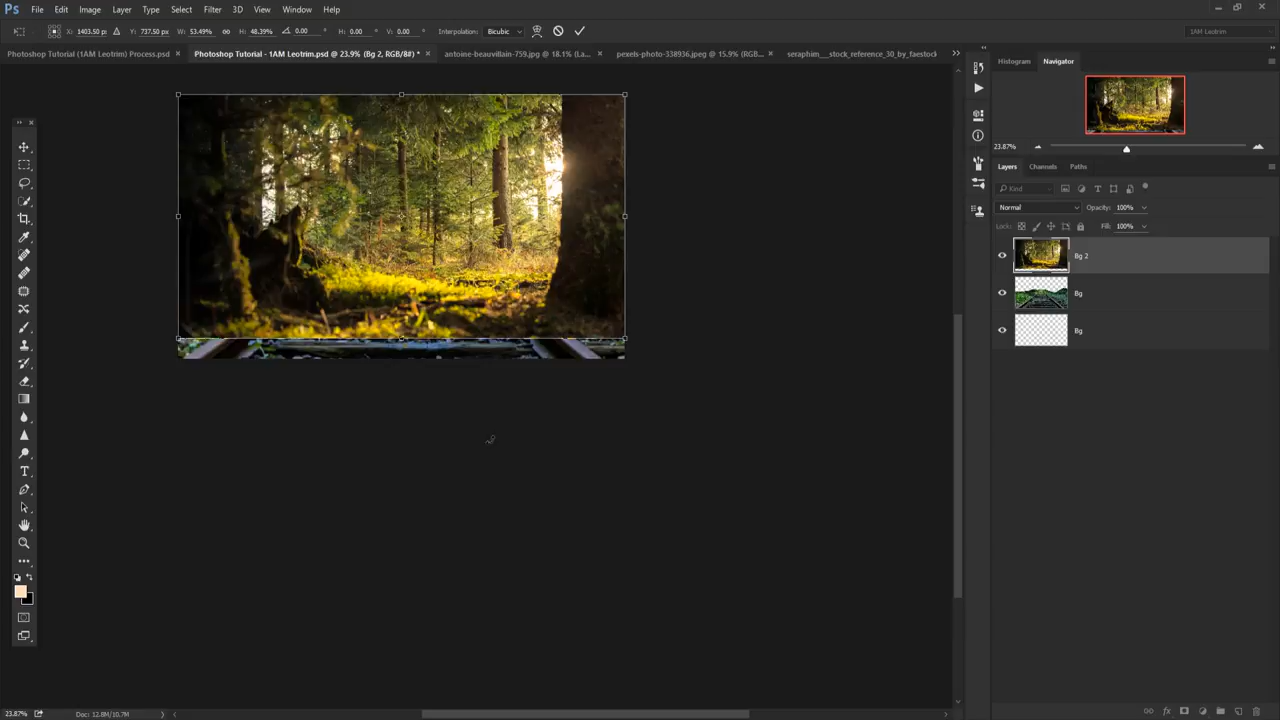 Ps File Edit Image Layer Type Select Filter 3D View Window Help
X: 1403.50 px Y: 737.50 px W: 53.49% H: 48.39% 0.00 ° H: 0.00 ° V: 0.00 ° Interpolation: Bicubic 1AM Leotrim
Photoshop Tutorial (1AM Leotrim) Process.psd × Photoshop Tutorial - 1AM Leotrim.psd @ 23.9% (Bg 2, RGB/8#) * × antoine-beauvillain-759.jpg @ 18.1% (La... × pexels-photo-338936.jpeg @ 15.9% (RGB... × seraphim__stock_reference_30_by_faestock
Histogram Navigator
23.87%
Layers Channels Paths
Kind
Normal Opacity: 100%
Lock: Fill: 100%
Bg 2
Bg
Bg
23.87% Doc: 12.8M/10.7M